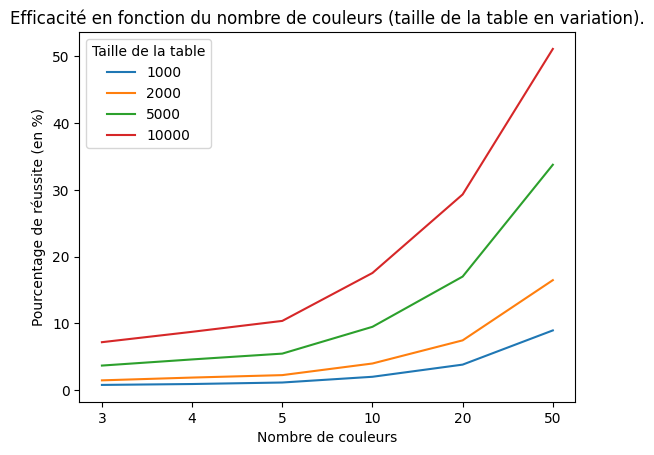 Efficacité en fonction du nombre de couleurs (taille de la table en variation).
Taille de la table
1000
2000
5000
10000
Pourcentage de réussite (en %)
50
40
30
20
10
0
3 4 5 10 20 50
Nombre de couleurs